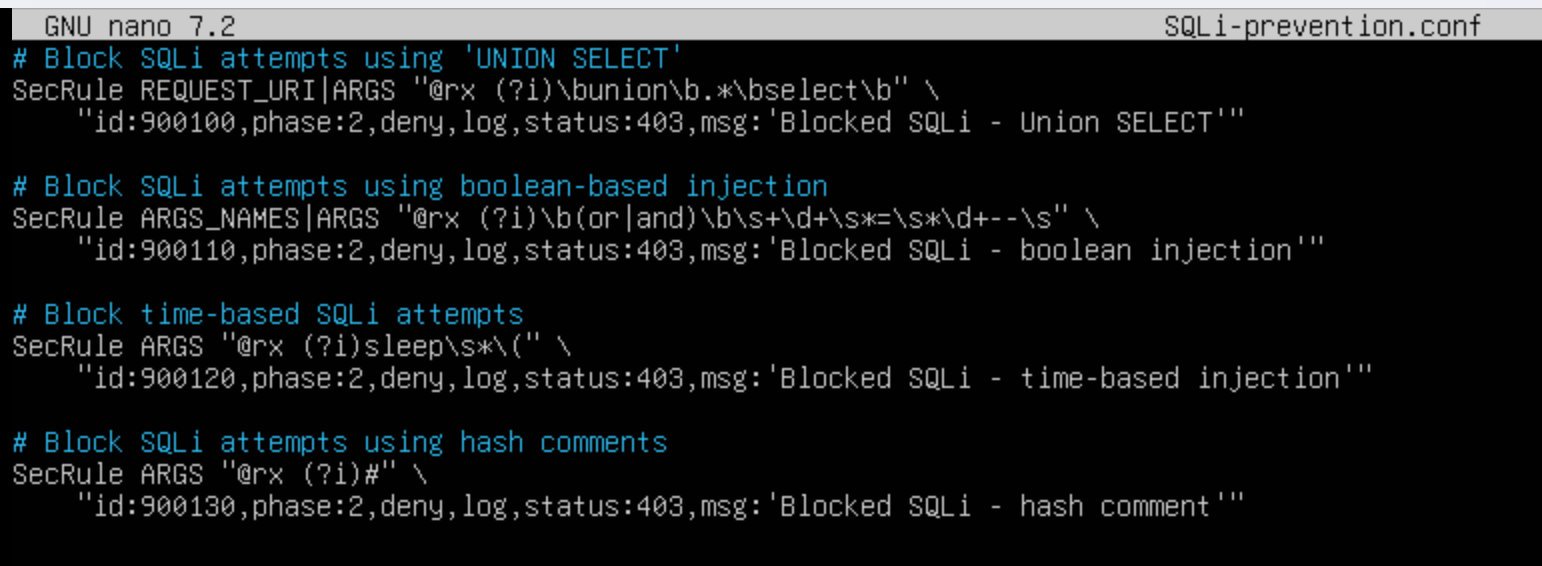 GNU nano 7.2 SQLi-prevention.conf
# Block SQLi attempts using 'UNION SELECT'
SecRule REQUEST_URI|ARGS "@rx (?i)\bunion\b.*\bselect\b" \
    "id:900100,phase:2,deny,log,status:403,msg:'Blocked SQLi - Union SELECT'"
# Block SQLi attempts using boolean-based injection
SecRule ARGS_NAMES|ARGS "@rx (?i)\b(or|and)\b\s+\d+\s*=\s*\d+--\s" \
    "id:900110,phase:2,deny,log,status:403,msg:'Blocked SQLi - boolean injection'"
# Block time-based SQLi attempts
SecRule ARGS "@rx (?i)sleep\s*\(" \
    "id:900120,phase:2,deny,log,status:403,msg:'Blocked SQLi - time-based injection'"
# Block SQLi attempts using hash comments
SecRule ARGS "@rx (?i)#" \
    "id:900130,phase:2,deny,log,status:403,msg:'Blocked SQLi - hash comment'"